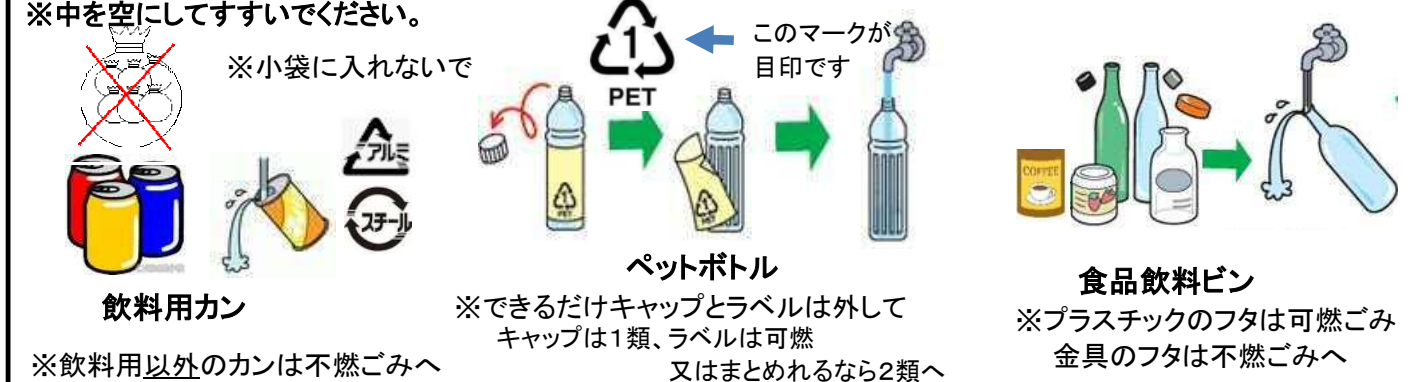 ※中を空にしてすすいでください。
※小袋に入れないで
アルミ
スチール
飲料用カン
※飲料用以外のカンは不燃ごみへ
1
PET
このマークが
目印です
PET
PET
ペットボトル
※できるだけキャップとラベルは外して
キャップは1類、ラベルは可燃
又はまとめれるなら2類へ
COFFEE
食品飲料ビン
※プラスチックのフタは可燃ごみ
金具のフタは不燃ごみへ